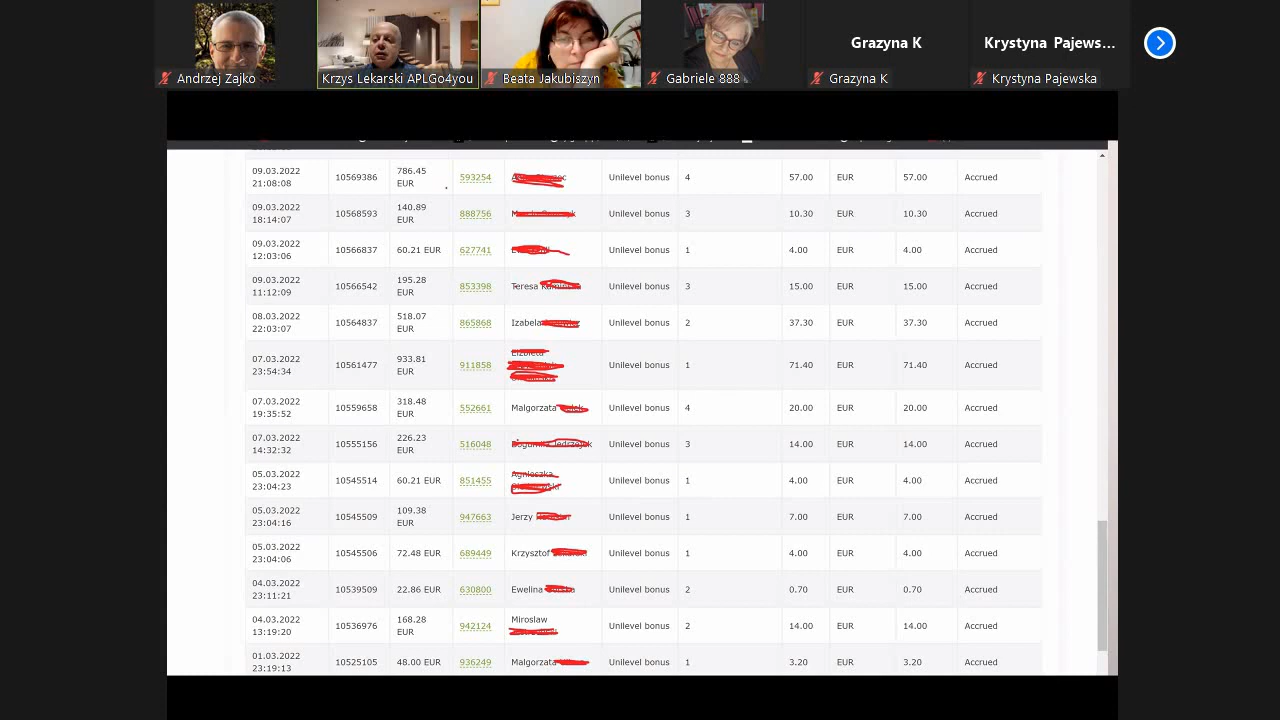 Grazyna K
Krystyna Pajews...
Andrzej Zajko
Krzys Lekarski APLGo4you
Beata Jakubiszyn
Gabriele 888
Grazyna K
Krystyna Pajewska
09.03.2022 21:08:08 10569386 786.45 EUR 593254 Unilevel bonus 4 57.00 EUR 57.00 Accrued
09.03.2022 18:14:07 10568593 140.89 EUR 888756 Unilevel bonus 3 10.30 EUR 10.30 Accrued
09.03.2022 12:03:06 10566837 60.21 EUR 627741 Unilevel bonus 1 4.00 EUR 4.00 Accrued
09.03.2022 11:12:09 10566542 195.28 EUR 853398 Teresa Unilevel bonus 3 15.00 EUR 15.00 Accrued
08.03.2022 22:03:07 10564837 518.07 EUR 865868 Izabela Unilevel bonus 2 37.30 EUR 37.30 Accrued
07.03.2022 23:54:34 10561477 933.81 EUR 911858 Unilevel bonus 1 71.40 EUR 71.40 Accrued
07.03.2022 19:35:52 10559658 318.48 EUR 552661 Malgorzata Unilevel bonus 4 20.00 EUR 20.00 Accrued
07.03.2022 14:32:32 10555156 226.23 EUR 516048 Unilevel bonus 3 14.00 EUR 14.00 Accrued
05.03.2022 23:04:23 10545514 60.21 EUR 851455 Unilevel bonus 1 4.00 EUR 4.00 Accrued
05.03.2022 23:04:16 10545509 109.38 EUR 947663 Jerzy Unilevel bonus 1 7.00 EUR 7.00 Accrued
05.03.2022 23:04:06 10545506 72.48 EUR 689449 Krzysztof Unilevel bonus 1 4.00 EUR 4.00 Accrued
04.03.2022 23:11:21 10539509 22.86 EUR 630800 Ewelina Unilevel bonus 2 0.70 EUR 0.70 Accrued
04.03.2022 13:19:20 10536976 168.28 EUR 942124 Miroslaw Unilevel bonus 2 14.00 EUR 14.00 Accrued
01.03.2022 23:19:13 10525105 48.00 EUR 936249 Malgorzata Unilevel bonus 1 3.20 EUR 3.20 Accrued